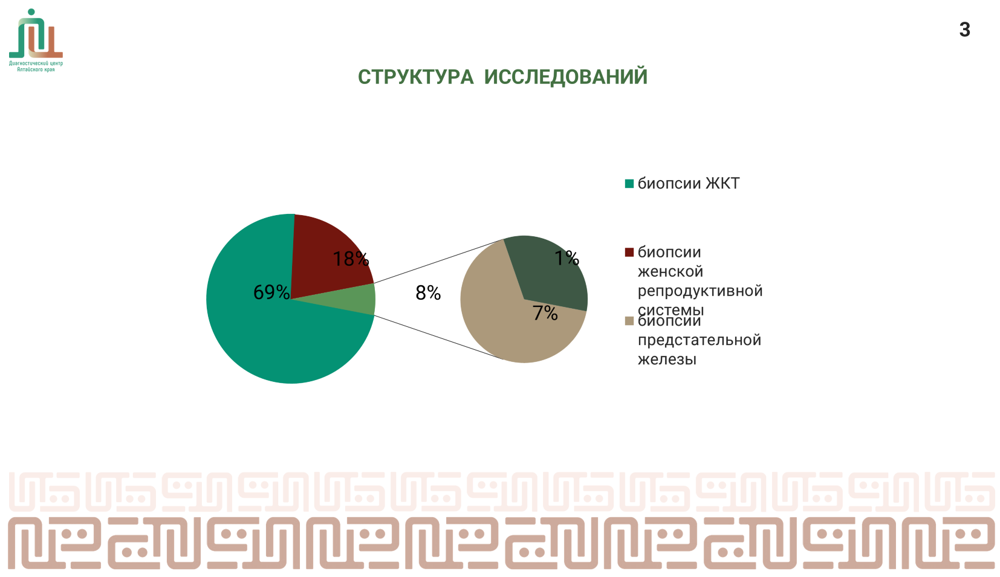 Диагностический центр
Алтайского края
3
СТРУКТУРА ИССЛЕДОВАНИЙ
биопсии ЖКТ
биопсии
женской
репродуктивной
системы
биопсии
предстательной
железы
18%
69%
8%
1%
7%